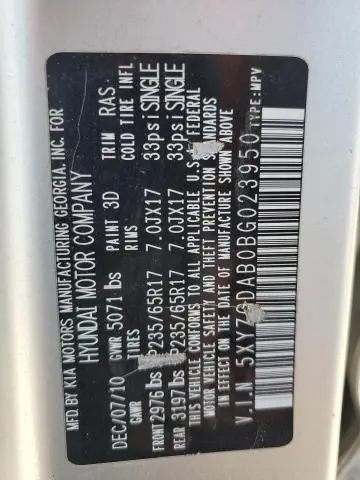 MFD.BY KIA MOTORS MANUFACTURING GEORGIA, INC. FOR
HYUNDAI MOTOR COMPANY
DEC/07/10 GVWR 5071 lbs PAINT 3D TRIM RAS
GAWR TIRES RIMS COLD TIRE INFL
FRONT 2976 lbs P235/65R17 7.0JX17 33psi SINGLE
REAR 3197 lbs P235/65R17 7.0JX17 33psi SINGLE
THIS VEHICLE CONFORMS TO ALL APPLICABLE U.S. FEDERAL
MOTOR VEHICLE SAFETY AND THEFT PREVENTION STANDARDS
IN EFFECT ON THE DATE OF MANUFACTURE SHOWN ABOVE
V.I.N TYPE:MPV